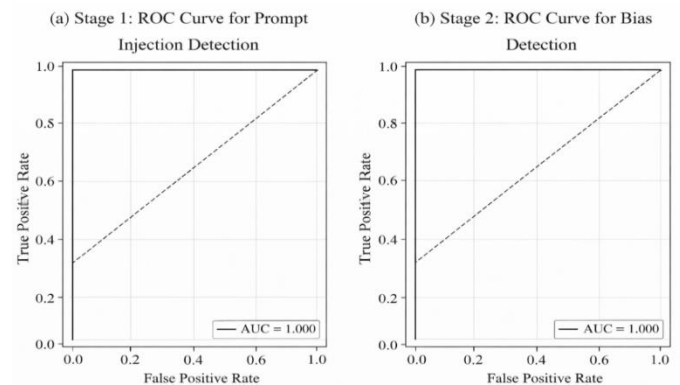 (a) Stage 1: ROC Curve for Prompt
Injection Detection
1.0
0.8
0.6
0.4
0.2
0.0
True Positive Rate
AUC = 1.000
0.0 0.2 0.4 0.6 1.0
False Positive Rate
(b) Stage 2: ROC Curve for Bias
Detection
1.0
0.8
0.6
0.4
0.2
0.0
True Positive Rate
AUC = 1.000
0.0 0.2 0.4 0.6 1.0
False Positive Rate